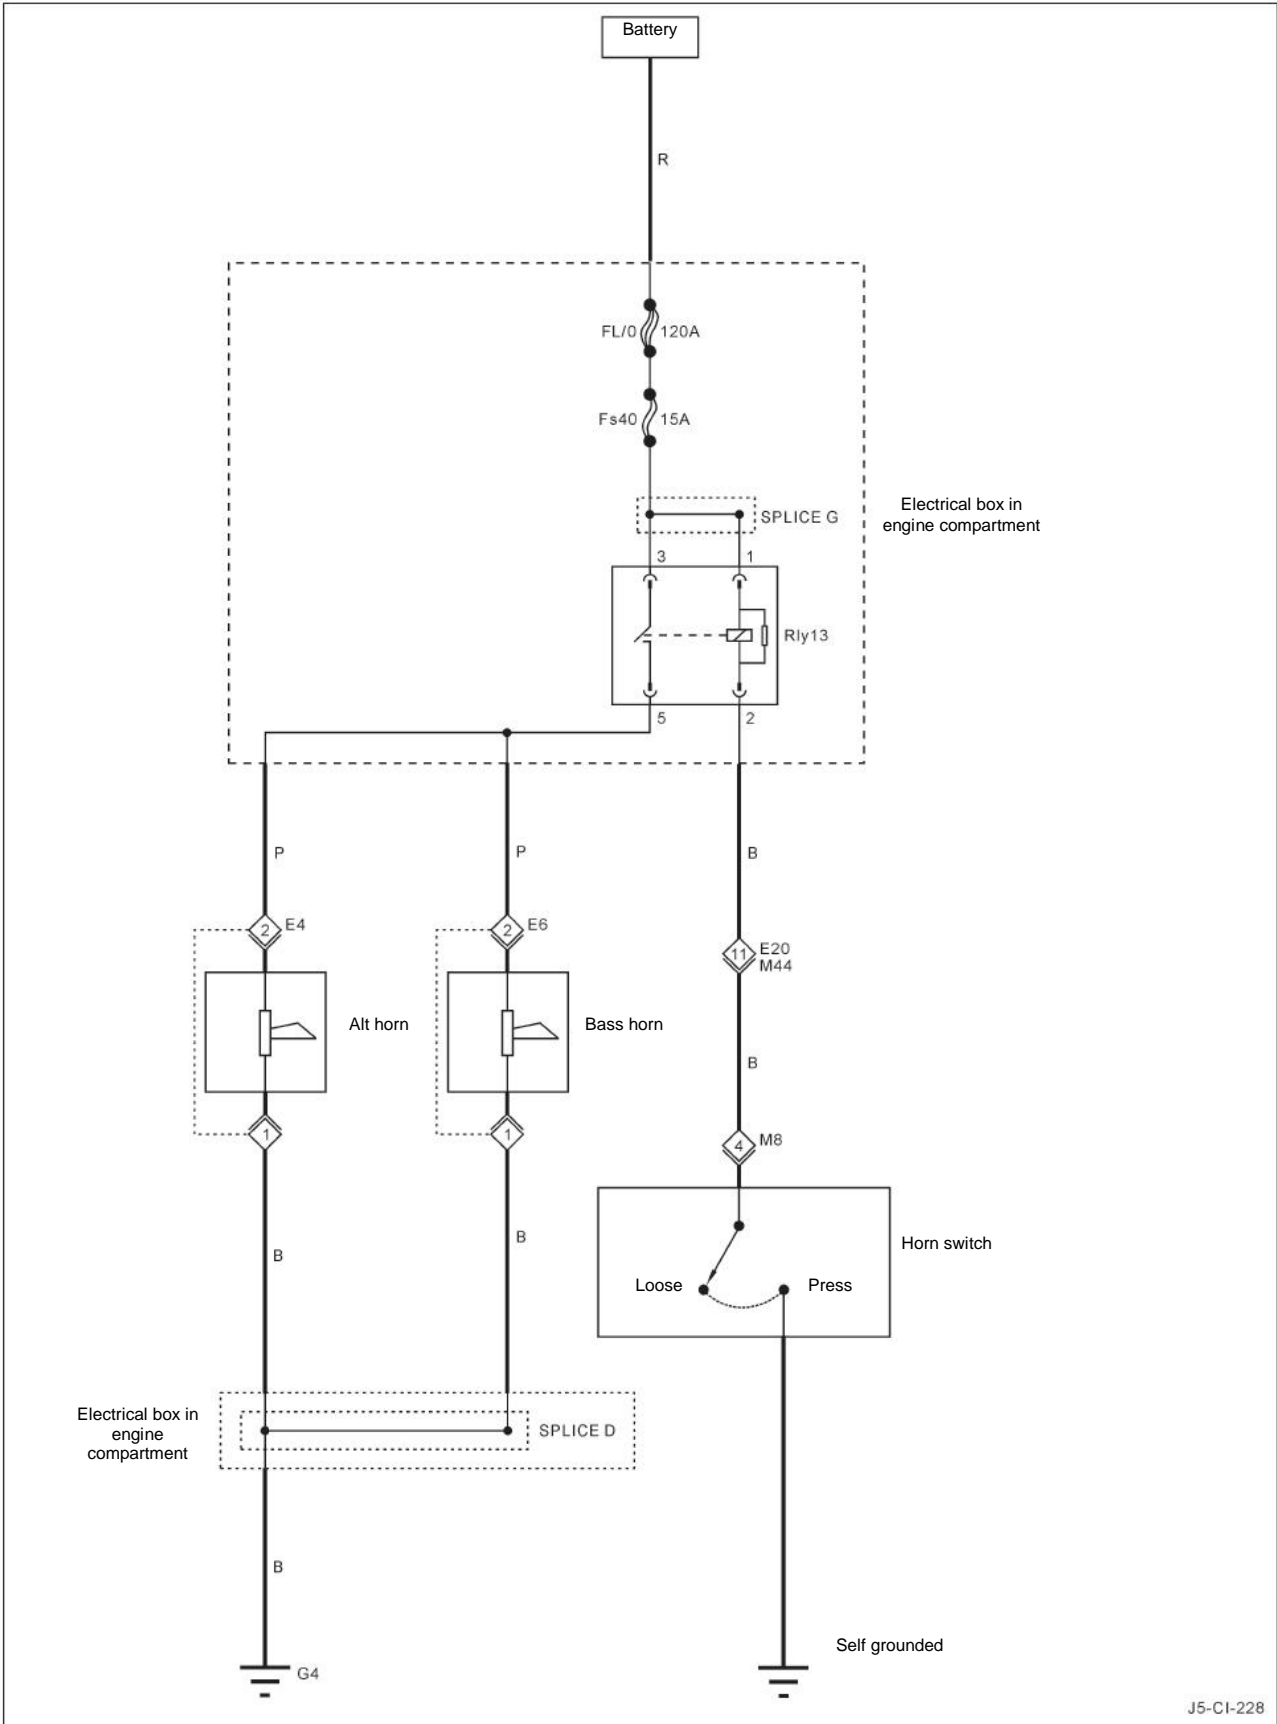 Battery
R
FL/0 120A
Fs40 15A
Electrical box in
engine compartment
SPLICE G
3 1
Rly13
5 2
P P B
2 E4 2 E6
11 E20
M44
Alt horn Bass horn
B
1 1 4 M8
B B
Horn switch
Loose Press
Electrical box in
engine
compartment
SPLICE D
B
Self grounded
G4
J5-CI-228